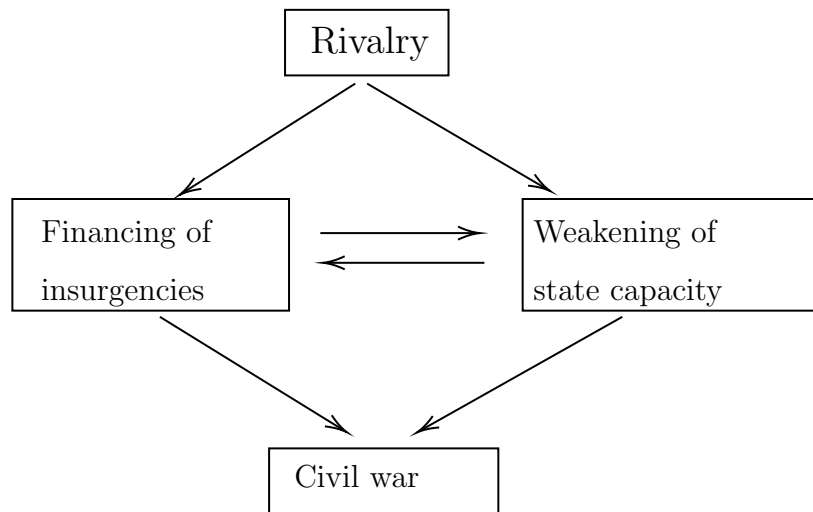 Rivalry
Financing of
insurgencies
Weakening of
state capacity
Civil war